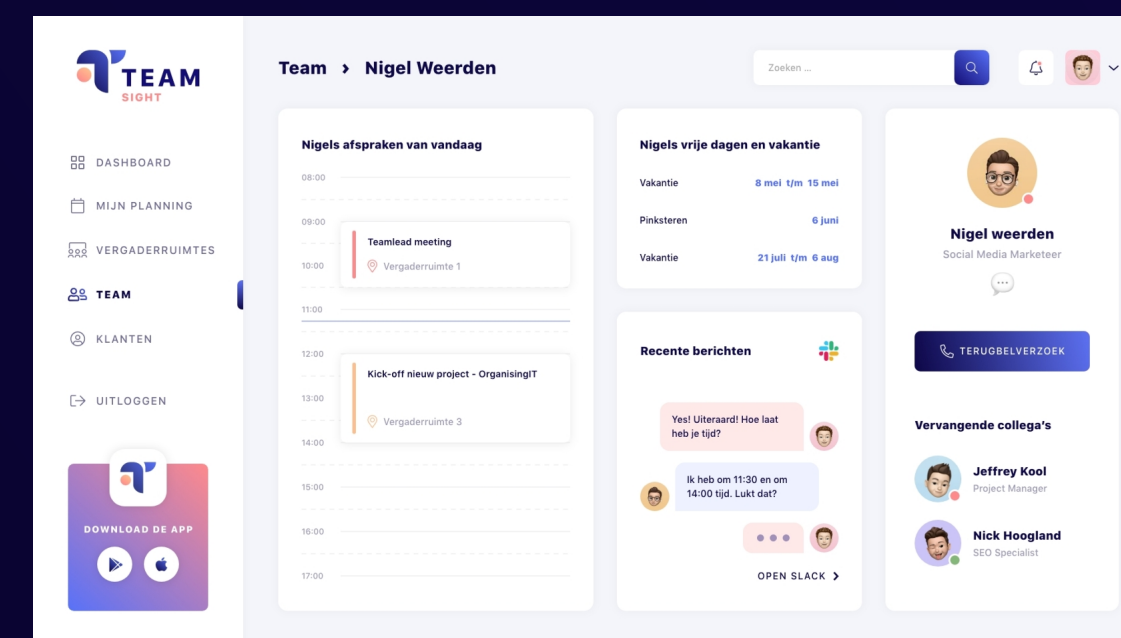 TEAM
SIGHT
DASHBOARD
MIJN PLANNING
VERGADERRUIMTES
TEAM
KLANTEN
UITLOGGEN
DOWNLOAD DE APP
Team › Nigel Weerden
Zoeken ...
Nigels afspraken van vandaag
08:00
09:00
Teamlead meeting
10:00
Vergaderruimte 1
11:00
12:00
Kick-off nieuw project - OrganisingIT
13:00
Vergaderruimte 3
14:00
15:00
16:00
17:00
Nigels vrije dagen en vakantie
Vakantie 8 mei t/m 15 mei
Pinksteren 6 juni
Vakantie 21 juli t/m 6 aug
Recente berichten
Yes! Uiteraard! Hoe laat
heb je tijd?
Ik heb om 11:30 en om
14:00 tijd. Lukt dat?
OPEN SLACK
Nigel weerden
Social Media Marketeer
TERUGBELVERZOEK
Vervangende collega's
Jeffrey Kool
Project Manager
Nick Hoogland
SEO Specialist